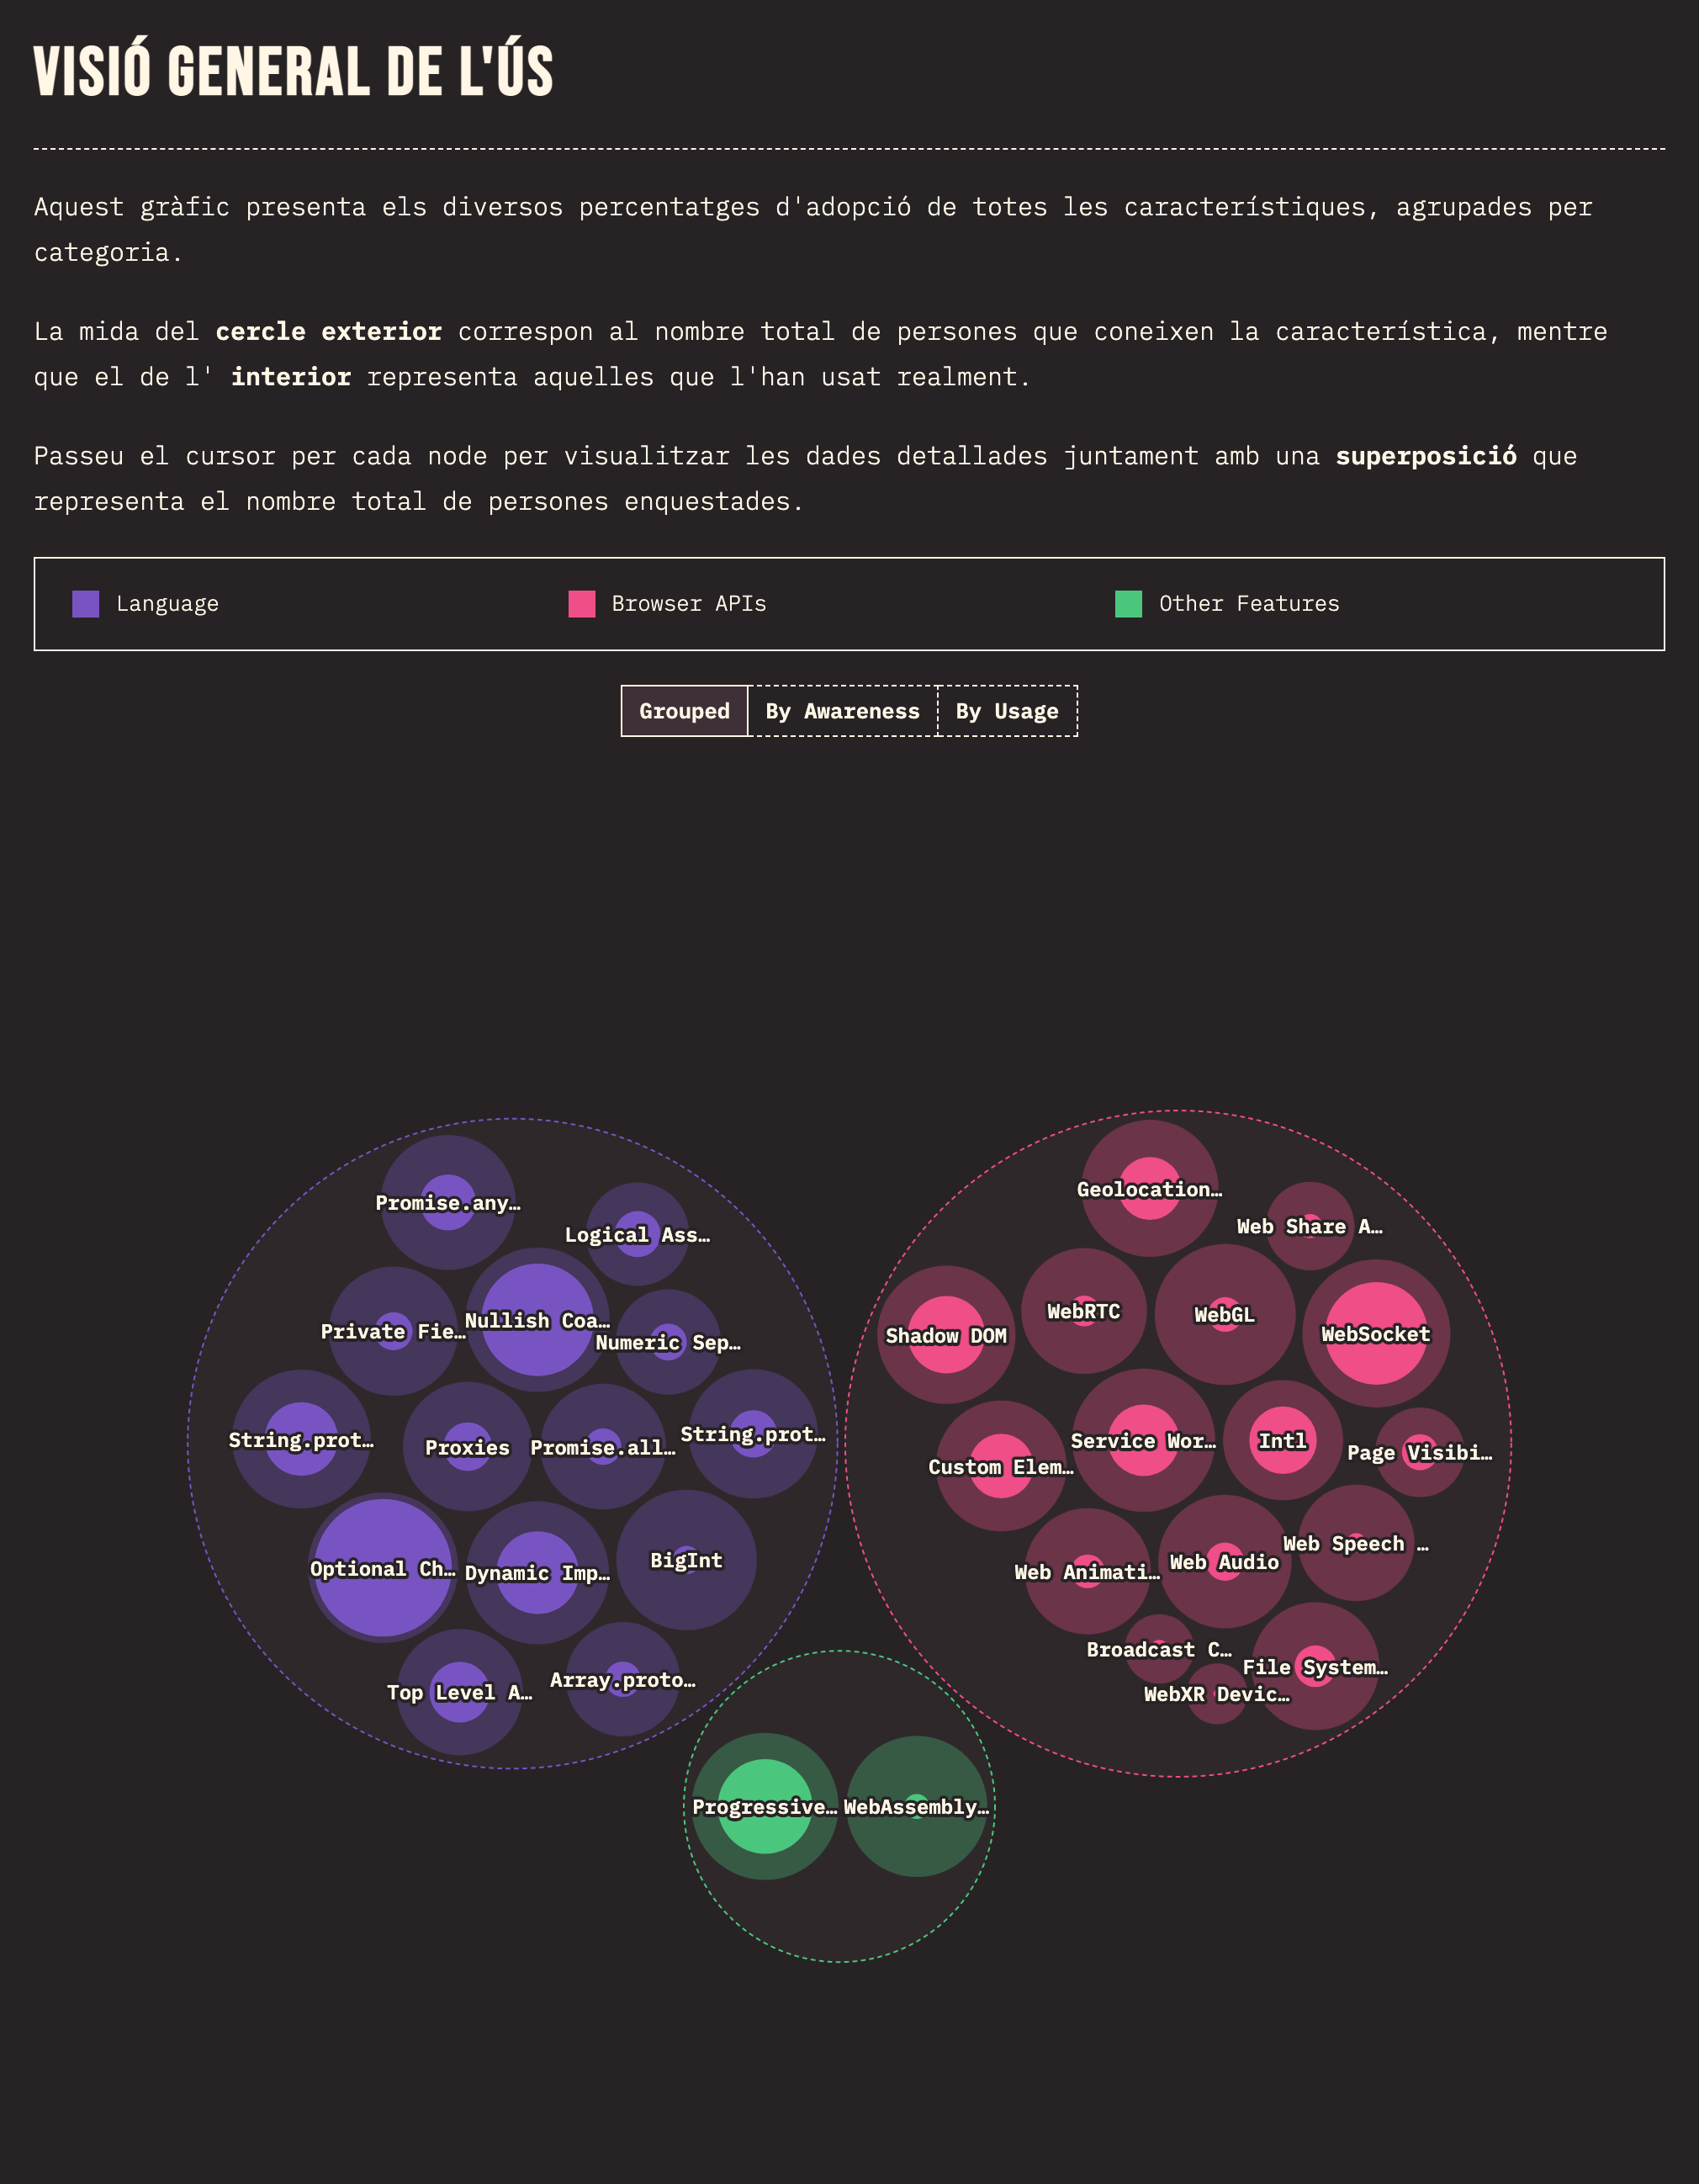 VISIÓ GENERAL DE L'ÚS
Aquest gràfic presenta els diversos percentatges d'adopció de totes les característiques, agrupades per
categoria.
La mida del cercle exterior correspon al nombre total de persones que coneixen la característica, mentre
que el de l' interior representa aquelles que l'han usat realment.
Passeu el cursor per cada node per visualitzar les dades detallades juntament amb una superposició que
representa el nombre total de persones enquestades.
Language
Browser APIs
Other Features
Grouped
By Awareness
By Usage
Promise.any…
Logical Ass…
Private Fie…
Nullish Coa…
Numeric Sep…
String.prot…
Proxies
Promise.all…
String.prot…
Optional Ch…
Dynamic Imp…
BigInt
Top Level A…
Array.proto…
Geolocation…
Web Share A…
Shadow DOM
WebRTC
WebGL
WebSocket
Custom Elem…
Service Wor…
Intl
Page Visibi…
Web Animati…
Web Audio
Web Speech …
Broadcast C…
File System…
WebXR Devic…
Progressive…
WebAssembly…